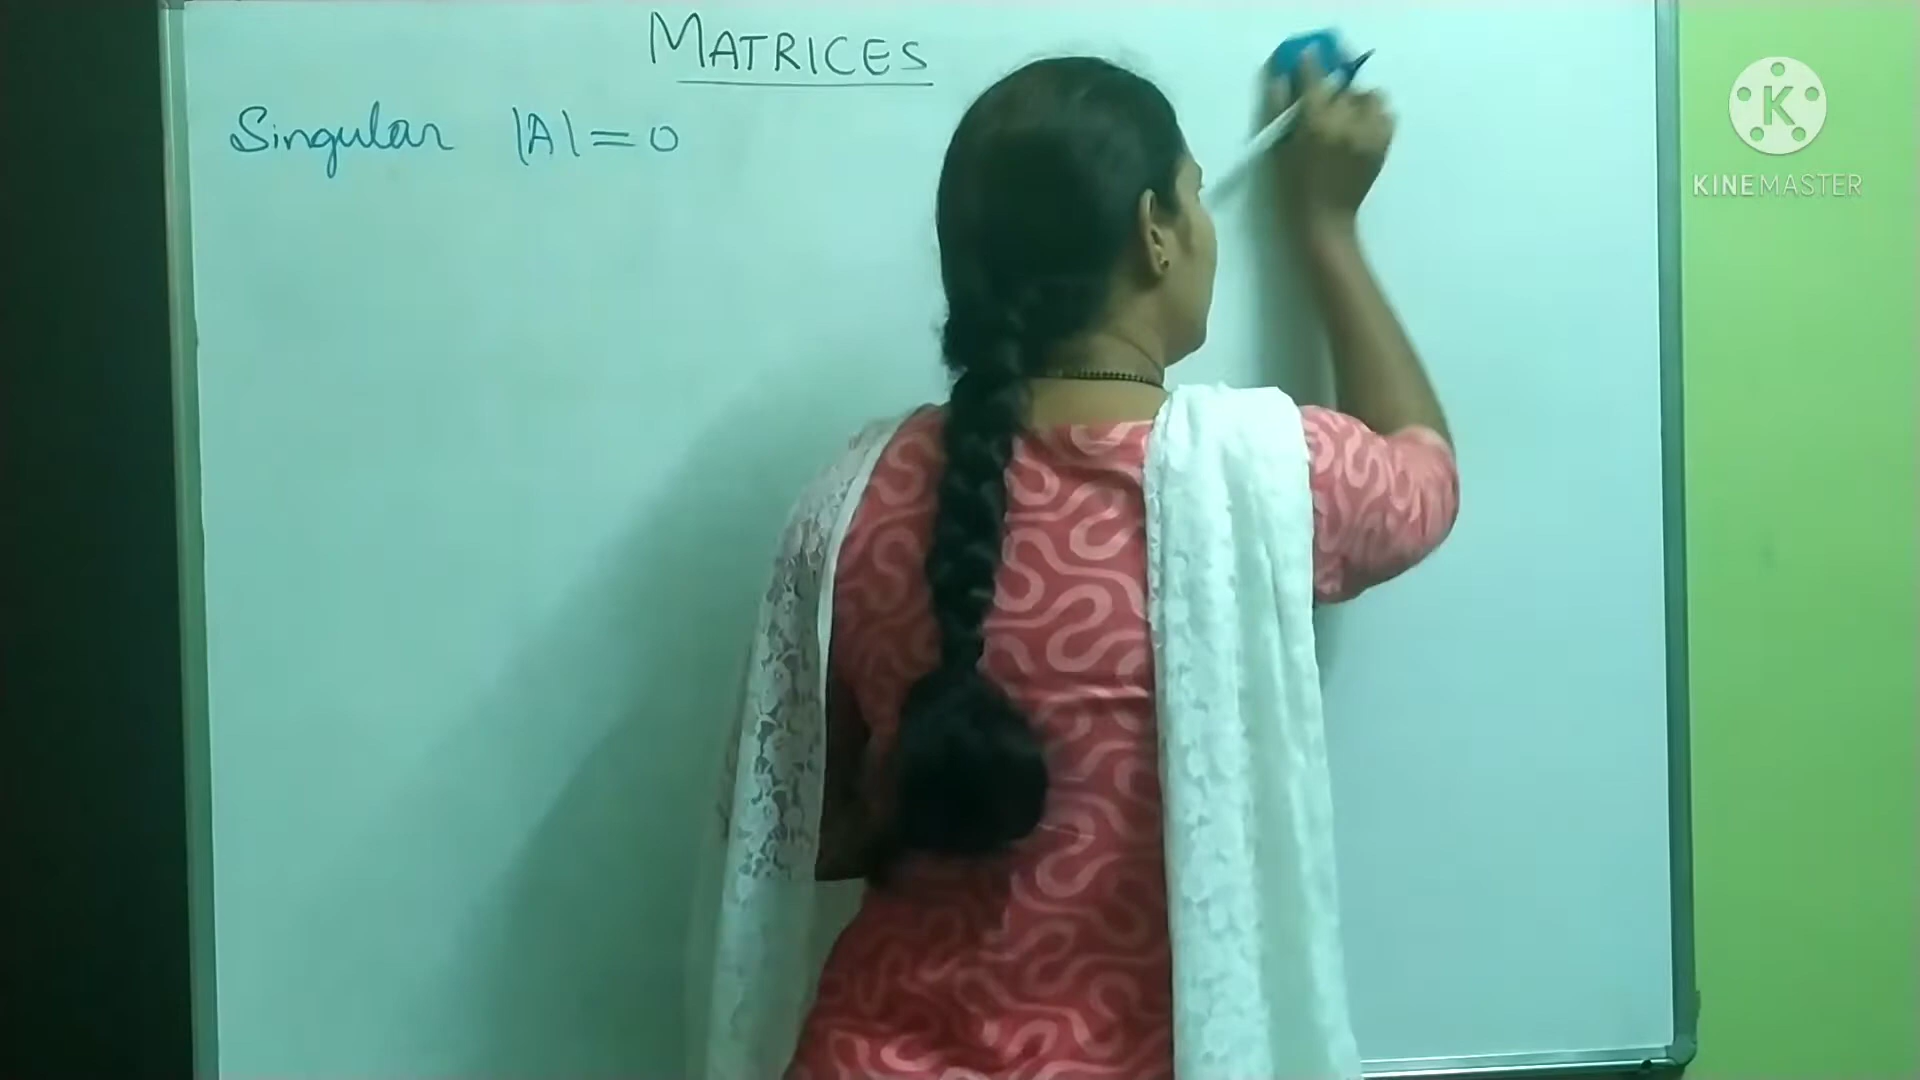 MATRICES
Singular |A| = 0
K
KINEMASTER